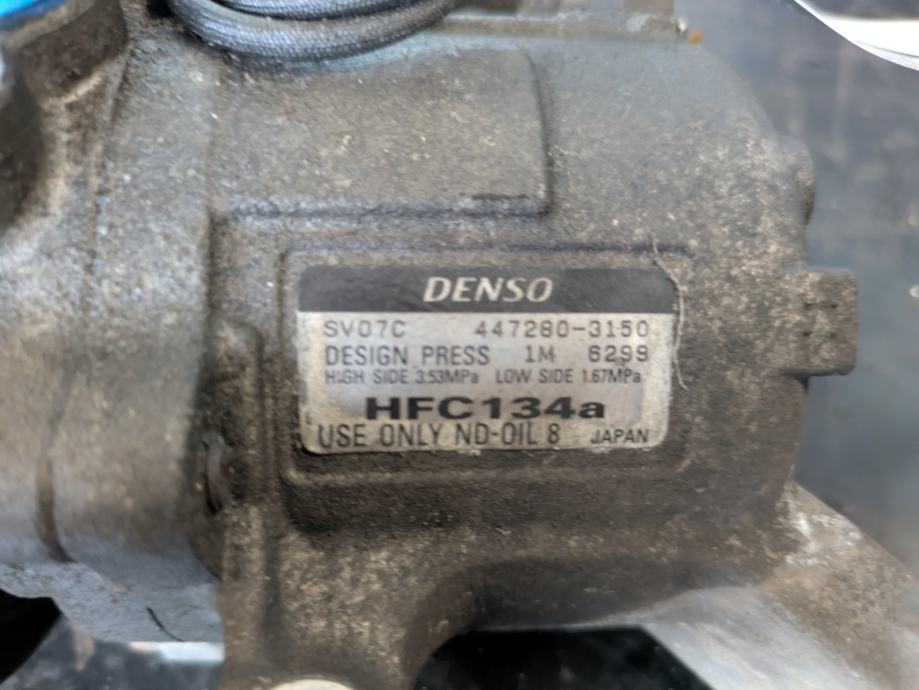 DENSO
SV07C 447280-3150
DESIGN PRESS 1M 6299
HIGH SIDE 3.53MPa LOW SIDE 1.67MPa
HFC134a
USE ONLY ND-OIL 8 JAPAN